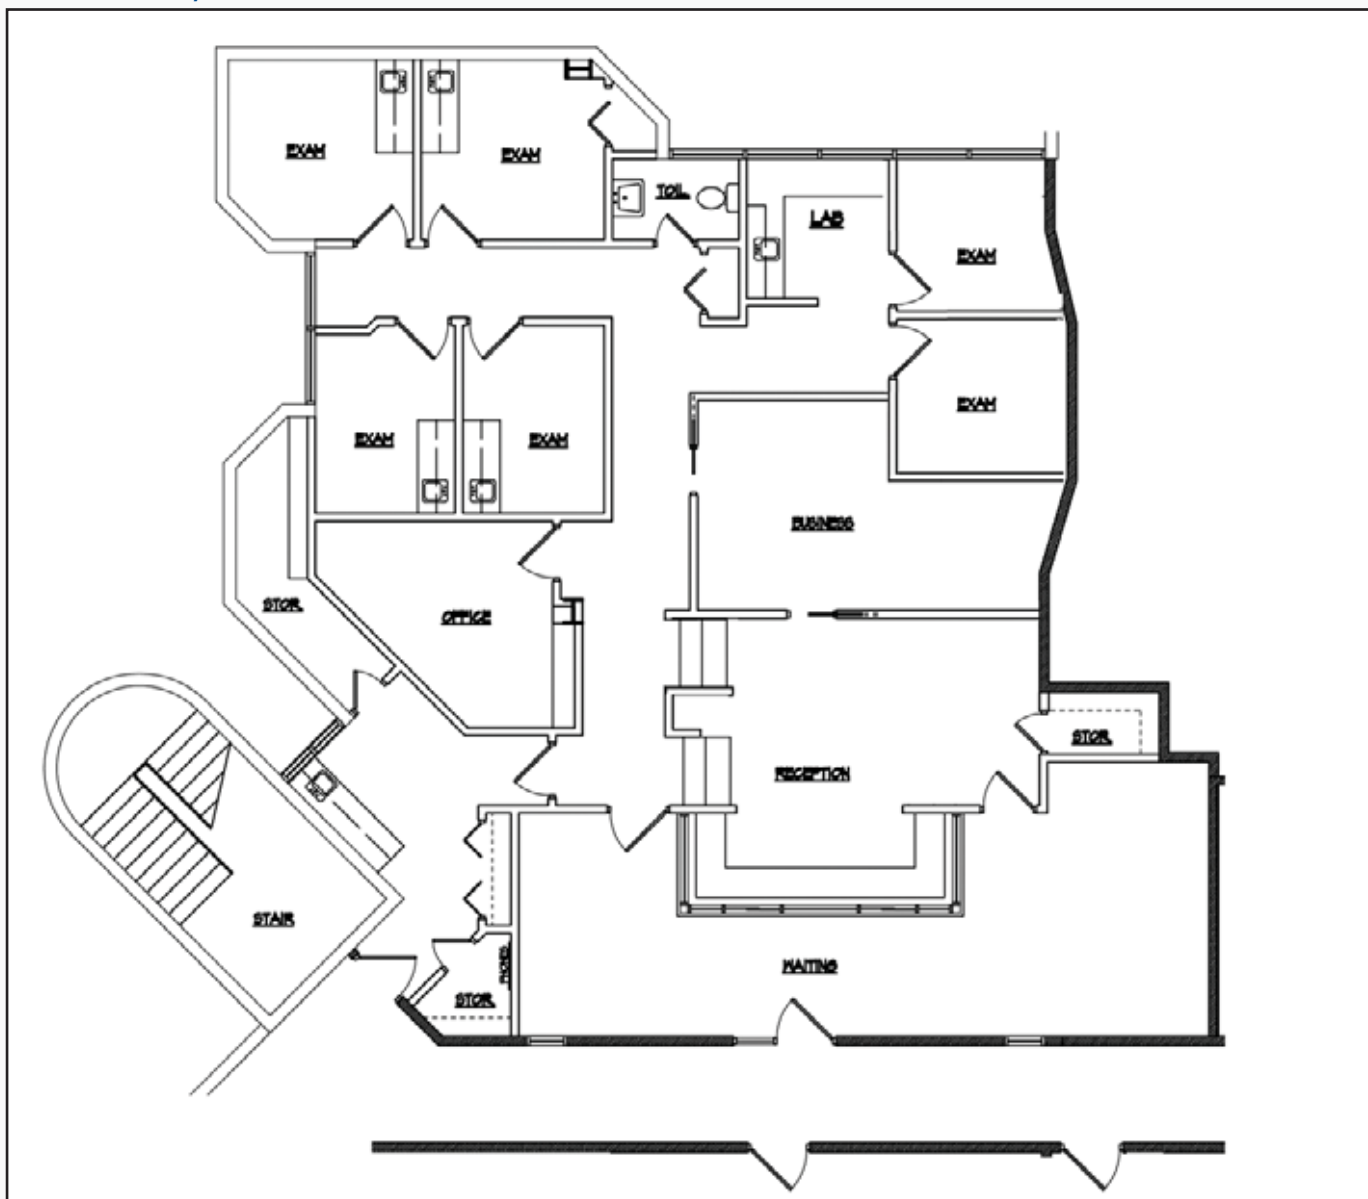 EXAM
EXAM
TOIL.
LAB
EXAM
EXAM
EXAM
EXAM
BUSINESS
STOR.
OFFICE
STOR.
RECEPTION
STAIR
PHONES
WAITING
STOR.